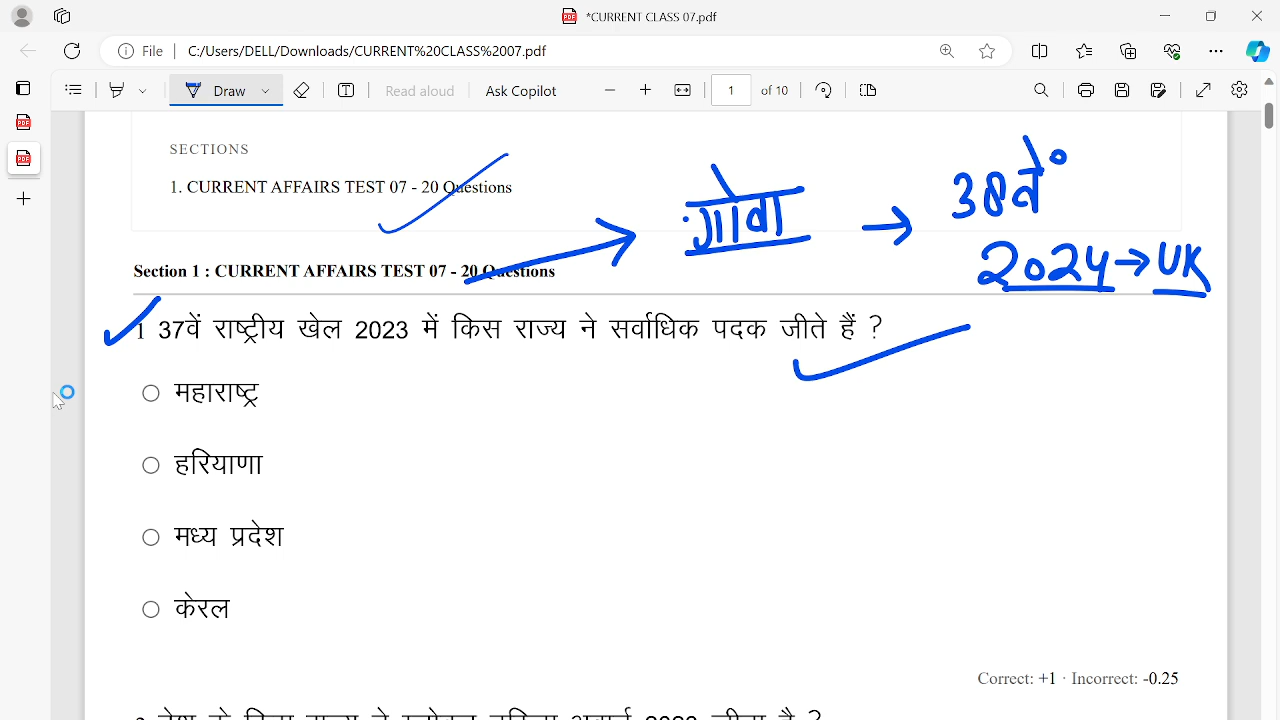 *CURRENT CLASS 07.pdf
File | C:/Users/DELL/Downloads/CURRENT%20CLASS%2007.pdf
Draw Read aloud Ask Copilot 1 of 10
SECTIONS
1. CURRENT AFFAIRS TEST 07 - 20 Questions
गोवा → 38वें
2024 → UK
Section 1 : CURRENT AFFAIRS TEST 07 - 20 Questions
1 37वें राष्ट्रीय खेल 2023 में किस राज्य ने सर्वाधिक पदक जीते हैं ?
महाराष्ट्र
हरियाणा
मध्य प्रदेश
केरल
Correct: +1 · Incorrect: -0.25